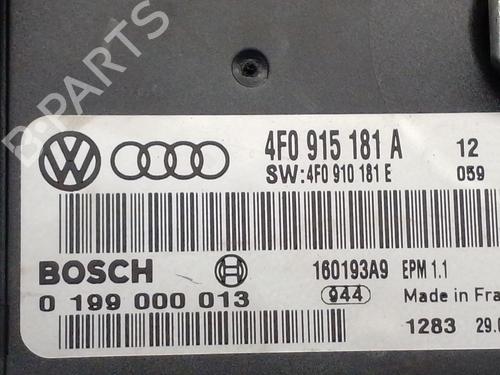 B-PARTS
4F0 915 181 A 12
SW:4F0 910 181 E 059
BOSCH 160193A9 EPM 1.1
0 199 000 013 944 Made in Fra
1283 29.0